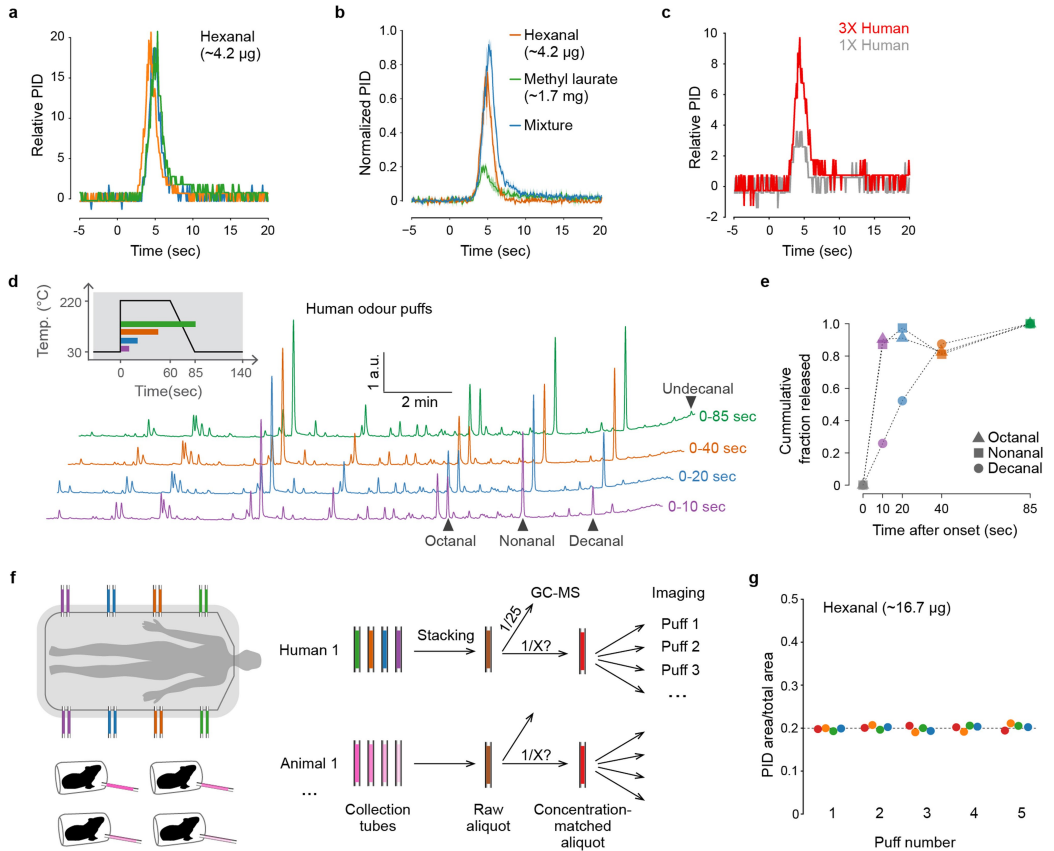 a
Relative PID
20
15
10
5
0
-5
0
5
10
15
20
Time (sec)
Hexanal
(~4.2 µg)
b
Normalized PID
1.0
0.8
0.6
0.4
0.2
0
-5
0
5
10
15
20
Time (sec)
Hexanal
(~4.2 µg)
Methyl laurate
(~1.7 mg)
Mixture
c
Relative PID
10
8
6
4
2
0
-2
-5
0
5
10
15
20
Time (sec)
3X Human
1X Human
d
Temp. (°C)
220
30
0
60
85
140
Time(sec)
Human odour puffs
1 a.u.
2 min
Undecanal
0-85 sec
0-40 sec
0-20 sec
0-10 sec
Octanal
Nonanal
Decanal
e
Cummulative
fraction released
1.0
0.8
0.6
0.4
0.2
0
0
10
20
40
85
Time after onset (sec)
Octanal
Nonanal
Decanal
f
GC-MS
Imaging
Human 1
Stacking
1/25
1/X?
Puff 1
Puff 2
Puff 3
...
Animal 1
...
1/X?
Collection
tubes
Raw
aliquot
Concentration-
matched aliquot
g
PID area/total area
0.5
0.4
0.3
0.2
0.1
0
Hexanal (~16.7 µg)
1
2
3
4
5
Puff number